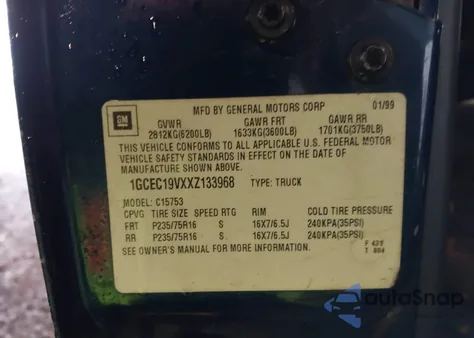 GM
MFD BY GENERAL MOTORS CORP 01/99
GVWR GAWR FRT GAWR RR
2812KG(6200LB) 1633KG(3600LB) 1701KG(3750LB)
THIS VEHICLE CONFORMS TO ALL APPLICABLE U.S. FEDERAL MOTOR
VEHICLE SAFETY STANDARDS IN EFFECT ON THE DATE OF
MANUFACTURE SHOWN ABOVE.
1GCEC19VXXZ133968 TYPE: TRUCK
MODEL: C15753
CPVG TIRE SIZE SPEED RTG RIM COLD TIRE PRESSURE
FRT P235/75R16 S 16X7/6.5J 240KPA(35PSI)
RR P235/75R16 S 16X7/6.5J 240KPA(35PSI)
SEE OWNER'S MANUAL FOR MORE INFORMATION.
autoSnap